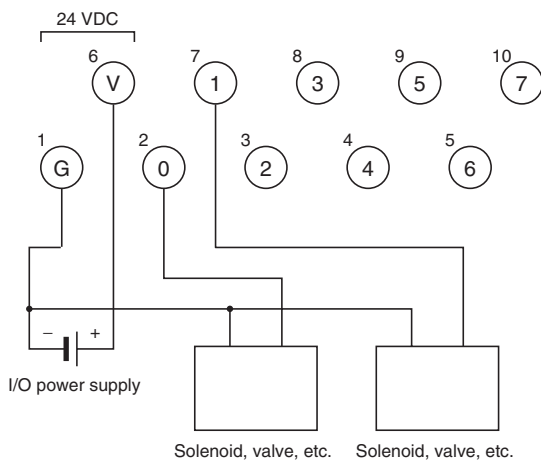 24 VDC
6 7 8 9 10
V 1 3 5 7
1 2 3 4 5
G 0 2 4 6
− +
I/O power supply
Solenoid, valve, etc. Solenoid, valve, etc.